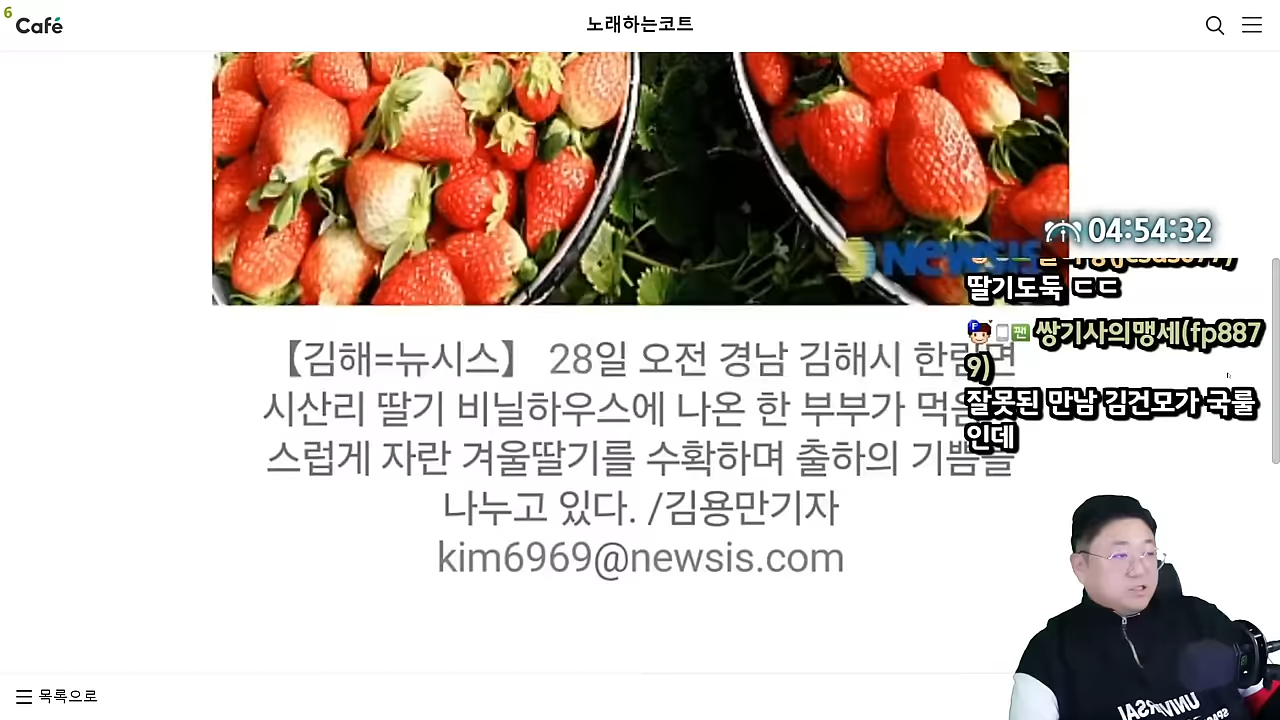 6
Café
노래하는코트
NEWSIS
04:54:32
딸기도둑 ㄷㄷ
F 팬 쌍기사의맹세(fp887
9)
잘못된 만남 김건모가 국룰
인데
【김해=뉴시스】 28일 오전 경남 김해시 한림면
시산리 딸기 비닐하우스에 나온 한 부부가 먹음
스럽게 자란 겨울딸기를 수확하며 출하의 기쁨을
나누고 있다. /김용만기자
kim6969@newsis.com
목록으로
UNIVERSAL